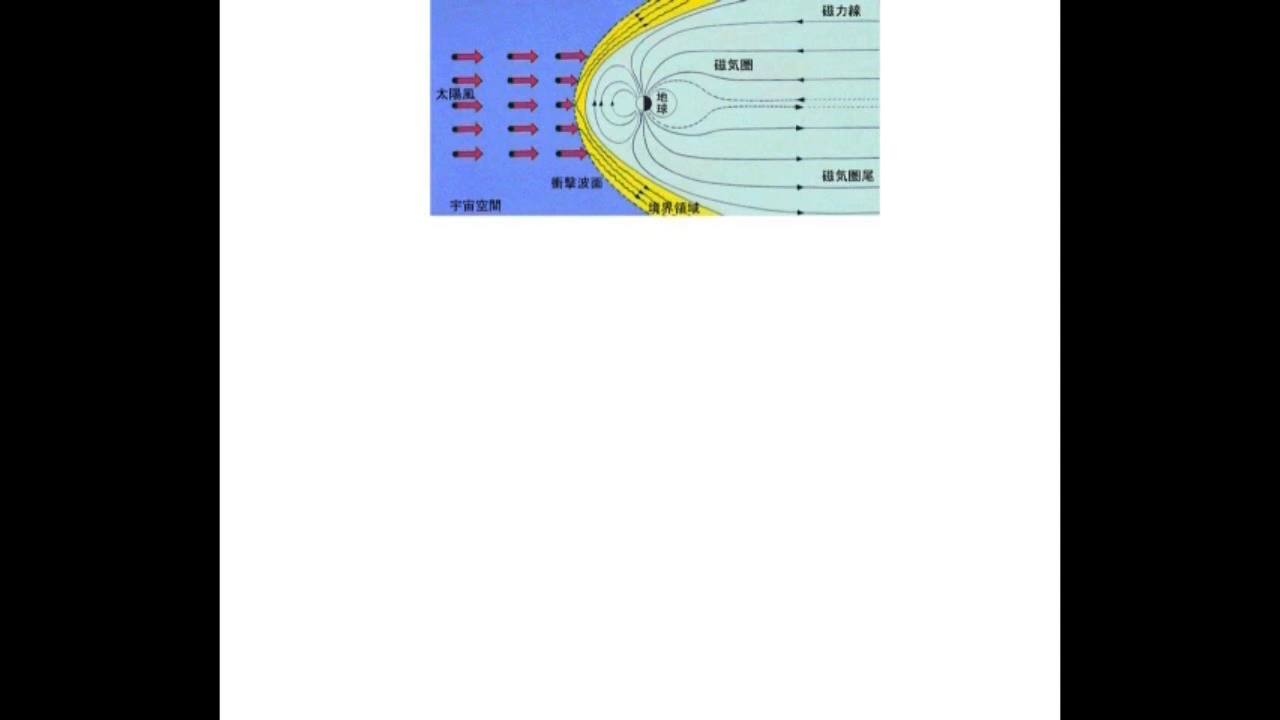 磁力線
磁気圏
太陽風
地球
磁気圏尾
衝撃波面
宇宙空間
境界領域